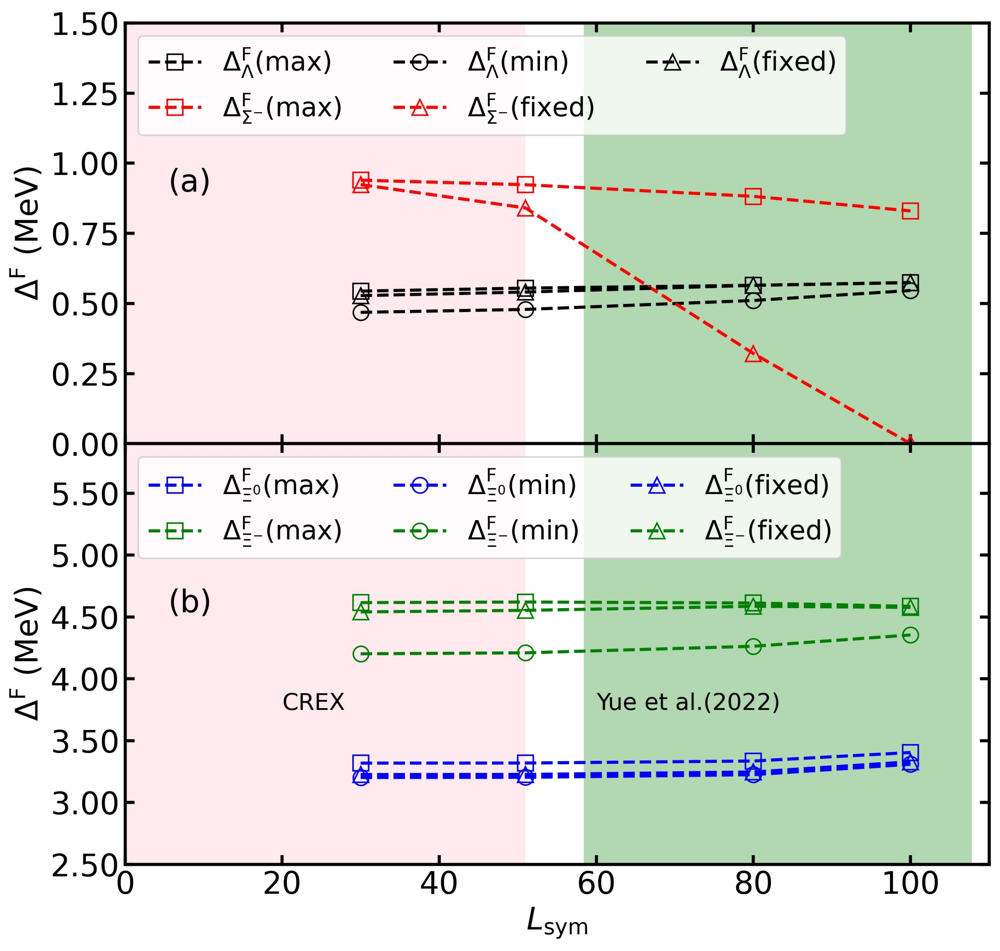 1.50
1.25
1.00
0.75
0.50
0.25
0.00
Δ^F (MeV)
Δ^F_Λ(max) Δ^F_Λ(min) Δ^F_Λ(fixed)
Δ^F_Σ⁻(max) Δ^F_Σ⁻(fixed)
(a)
5.50
5.00
4.50
4.00
3.50
3.00
2.50
Δ^F (MeV)
Δ^F_Ξ⁰(max) Δ^F_Ξ⁰(min) Δ^F_Ξ⁰(fixed)
Δ^F_Ξ⁻(max) Δ^F_Ξ⁻(min) Δ^F_Ξ⁻(fixed)
(b)
CREX Yue et al.(2022)
0 20 40 60 80 100
L_sym